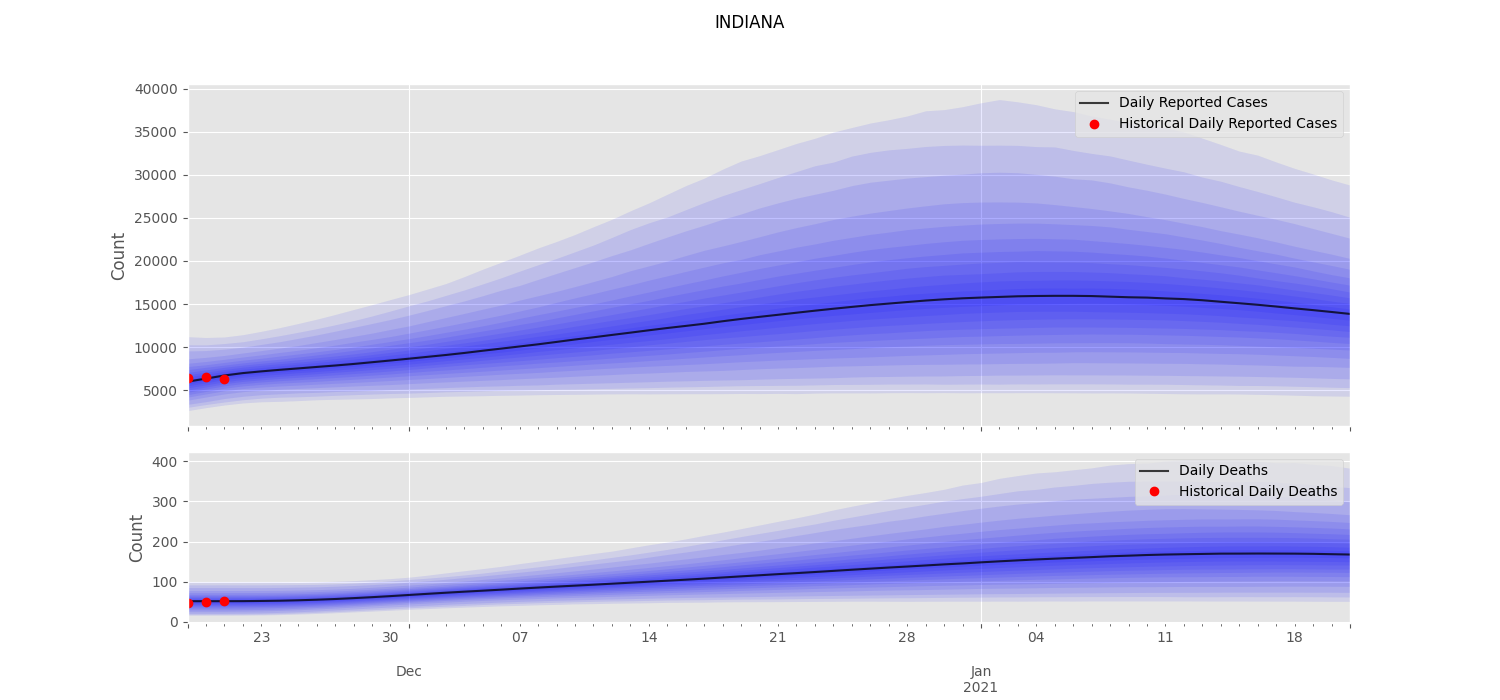 INDIANA
40000
35000
30000
25000
20000
15000
10000
5000
Count
Daily Reported Cases
Historical Daily Reported Cases
400
300
200
100
0
Count
Daily Deaths
Historical Daily Deaths
23 30 07 14 21 28 04 11 18
Dec Jan
2021